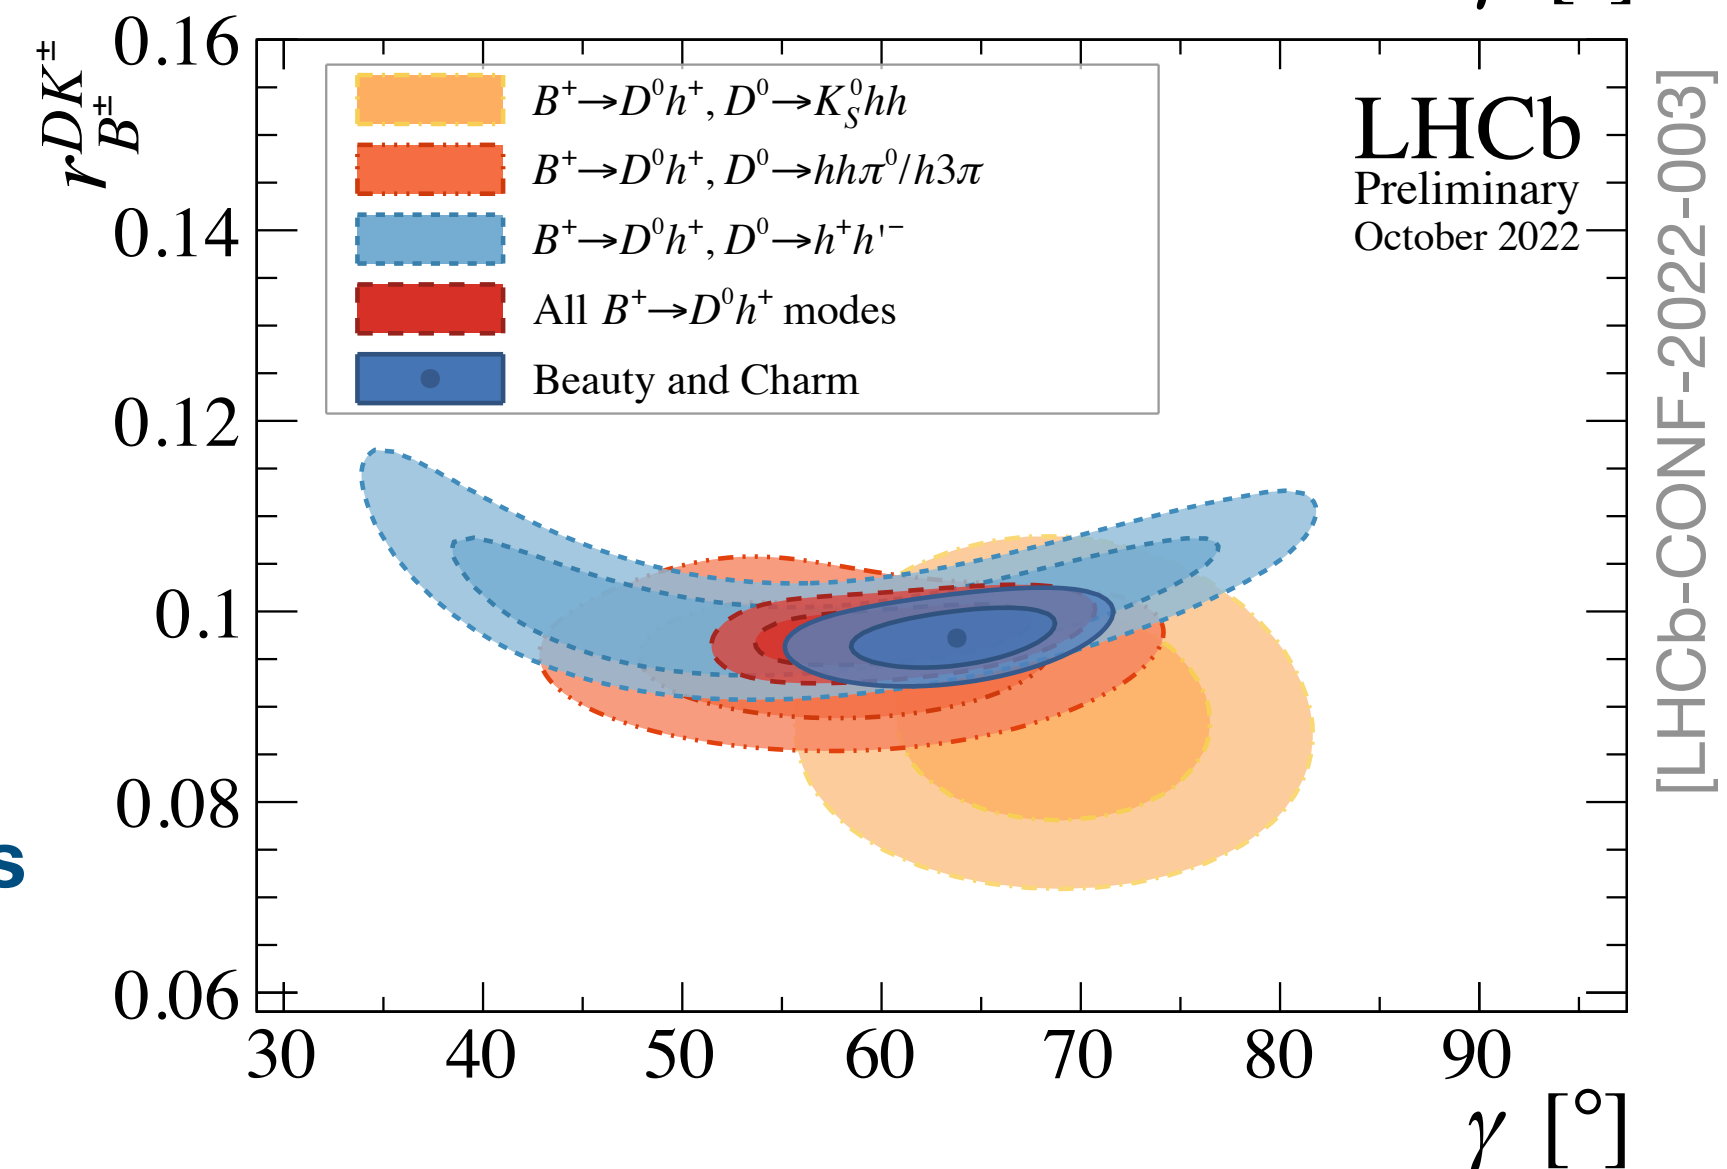 γ [°]
0.16
0.14
0.12
0.1
0.08
0.06
r_{B^±}^{DK^±}
B⁺→D⁰h⁺, D⁰→K_S⁰hh
B⁺→D⁰h⁺, D⁰→hhπ⁰/h3π
B⁺→D⁰h⁺, D⁰→h⁺h'⁻
All B⁺→D⁰h⁺ modes
Beauty and Charm
LHCb
Preliminary
October 2022
[LHCb-CONF-2022-003]
s
30 40 50 60 70 80 90
γ [°]